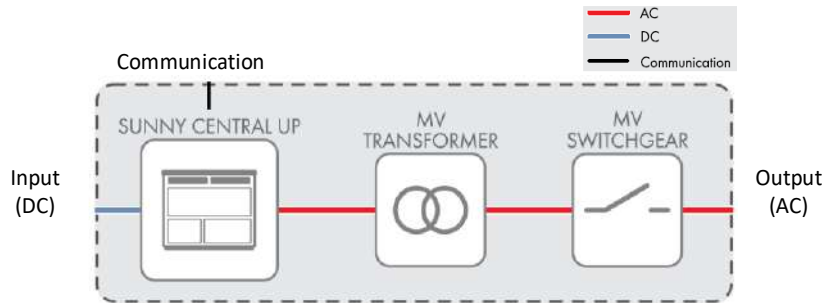 AC
DC
Communication
Communication
SUNNY CENTRAL UP
MV
TRANSFORMER
MV
SWITCHGEAR
Input
(DC)
Output
(AC)